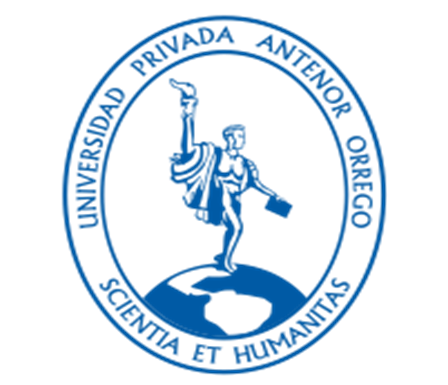 UNIVERSIDAD PRIVADA ANTENOR ORREGO
SCIENTIA ET HUMANITAS